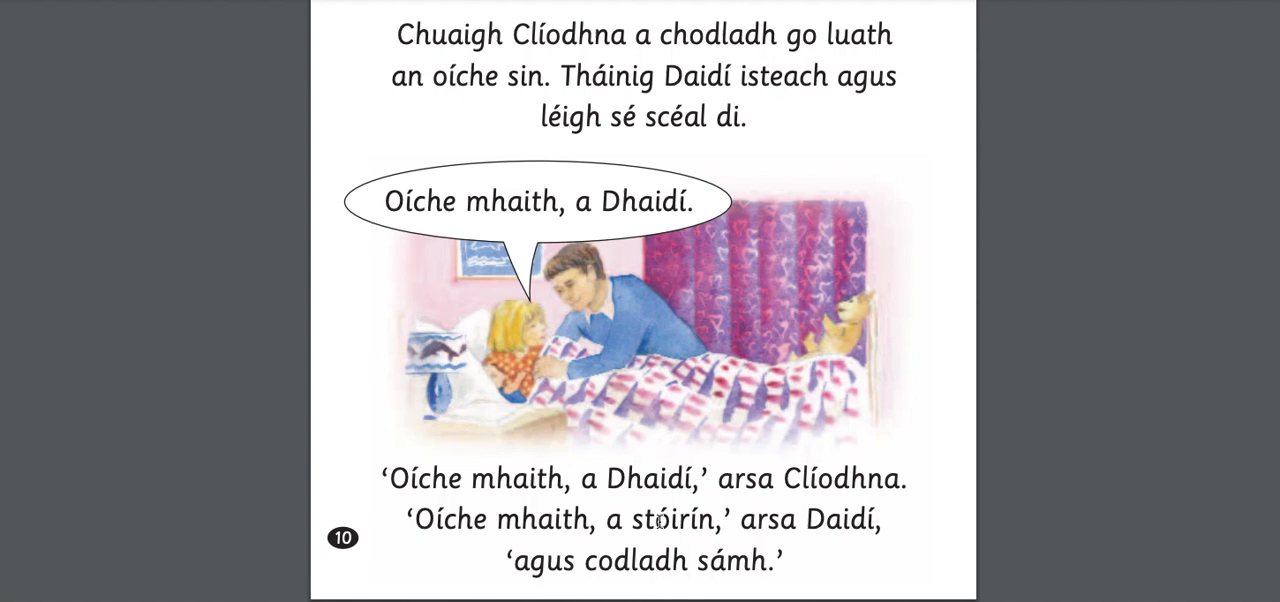 Chuaigh Clíodhna a chodladh go luath
an oíche sin. Tháinig Daidí isteach agus
léigh sé scéal di.
Oíche mhaith, a Dhaidí.
‘Oíche mhaith, a Dhaidí,’ arsa Clíodhna.
‘Oíche mhaith, a stóirín,’ arsa Daidí,
‘agus codladh sámh.’
10